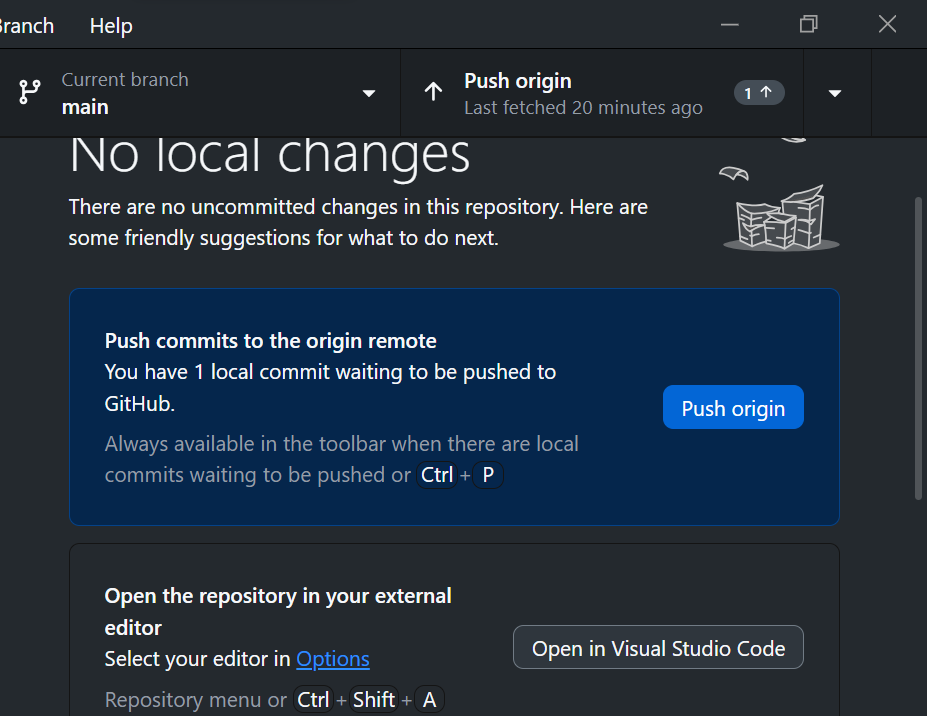 Branch Help
Current branch
main
Push origin
Last fetched 20 minutes ago
1
No local changes
There are no uncommitted changes in this repository. Here are
some friendly suggestions for what to do next.
Push commits to the origin remote
You have 1 local commit waiting to be pushed to
GitHub.
Push origin
Always available in the toolbar when there are local
commits waiting to be pushed or Ctrl + P
Open the repository in your external
editor
Select your editor in Options
Open in Visual Studio Code
Repository menu or Ctrl + Shift + A